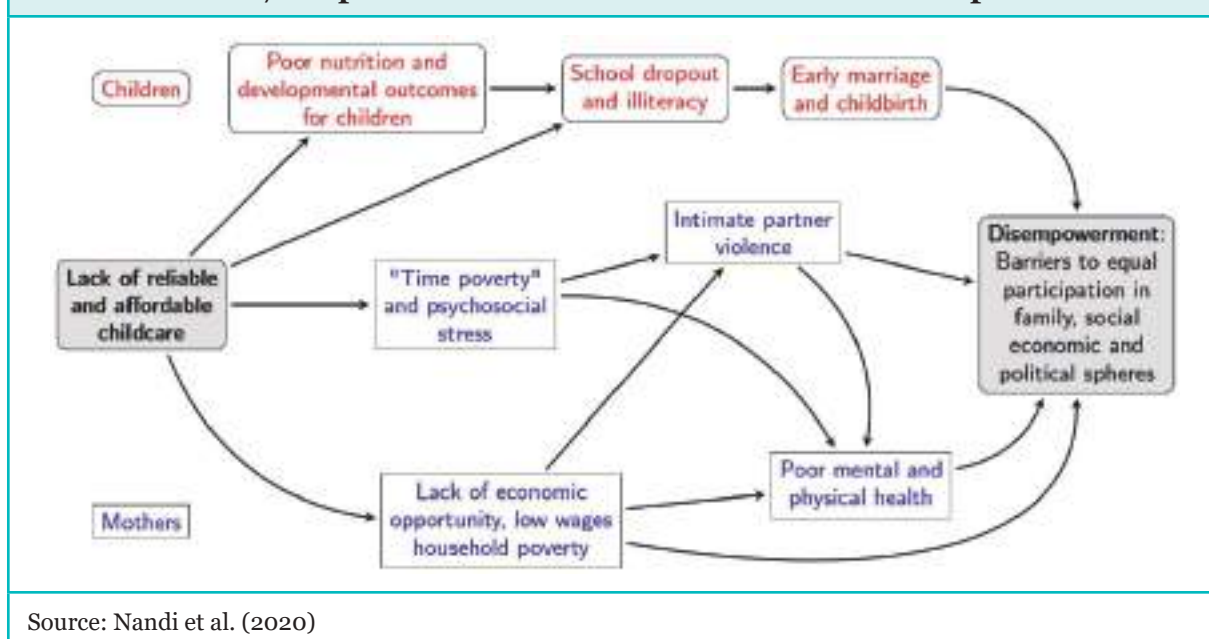 Children
Poor nutrition and
developmental outcomes
for children
School dropout
and illiteracy
Early marriage
and childbirth
Intimate partner
violence
Disempowerment:
Barriers to equal
participation in
family, social
economic and
political spheres
Lack of reliable
and affordable
childcare
"Time poverty"
and psychosocial
stress
Poor mental and
physical health
Lack of economic
opportunity, low wages
household poverty
Mothers
Source: Nandi et al. (2020)